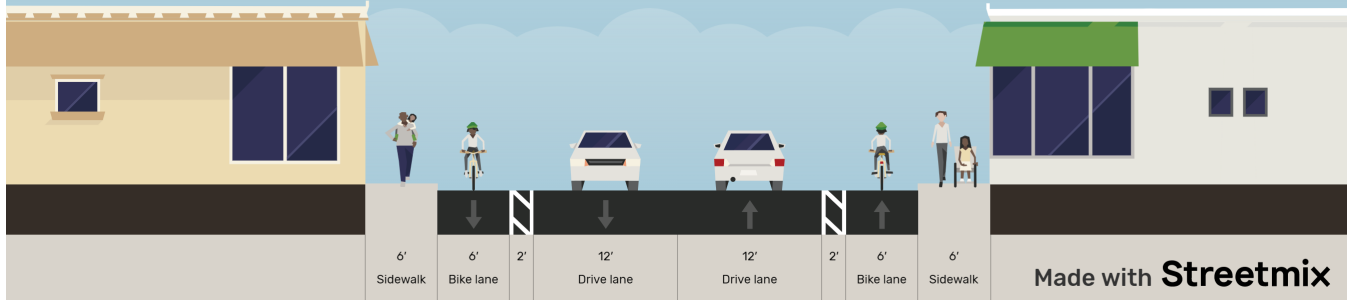 6′ 6′ 2′ 12′ 12′ 2′ 6′ 6′
Sidewalk Bike lane Drive lane Drive lane Bike lane Sidewalk
Made with Streetmix